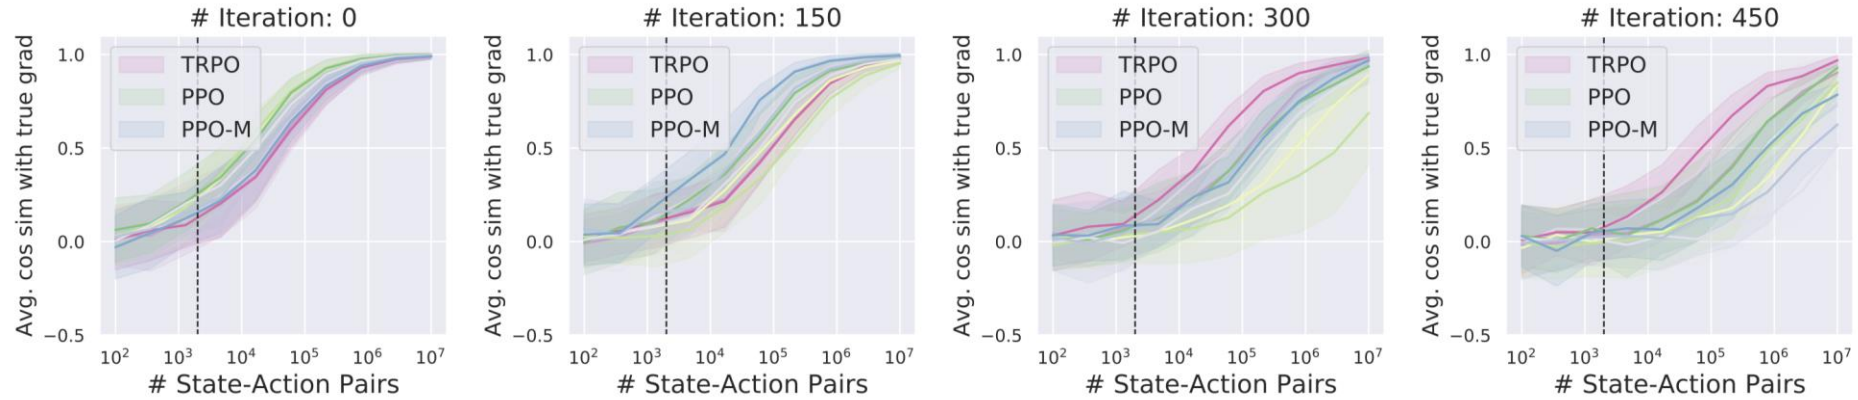 # Iteration: 0
Avg. cos sim with true grad
1.0
0.5
0.0
−0.5
TRPO
PPO
PPO-M
10² 10³ 10⁴ 10⁵ 10⁶ 10⁷
# State-Action Pairs
# Iteration: 150
Avg. cos sim with true grad
1.0
0.5
0.0
−0.5
TRPO
PPO
PPO-M
10² 10³ 10⁴ 10⁵ 10⁶ 10⁷
# State-Action Pairs
# Iteration: 300
Avg. cos sim with true grad
1.0
0.5
0.0
−0.5
TRPO
PPO
PPO-M
10² 10³ 10⁴ 10⁵ 10⁶ 10⁷
# State-Action Pairs
# Iteration: 450
Avg. cos sim with true grad
1.0
0.5
0.0
−0.5
TRPO
PPO
PPO-M
10² 10³ 10⁴ 10⁵ 10⁶ 10⁷
# State-Action Pairs